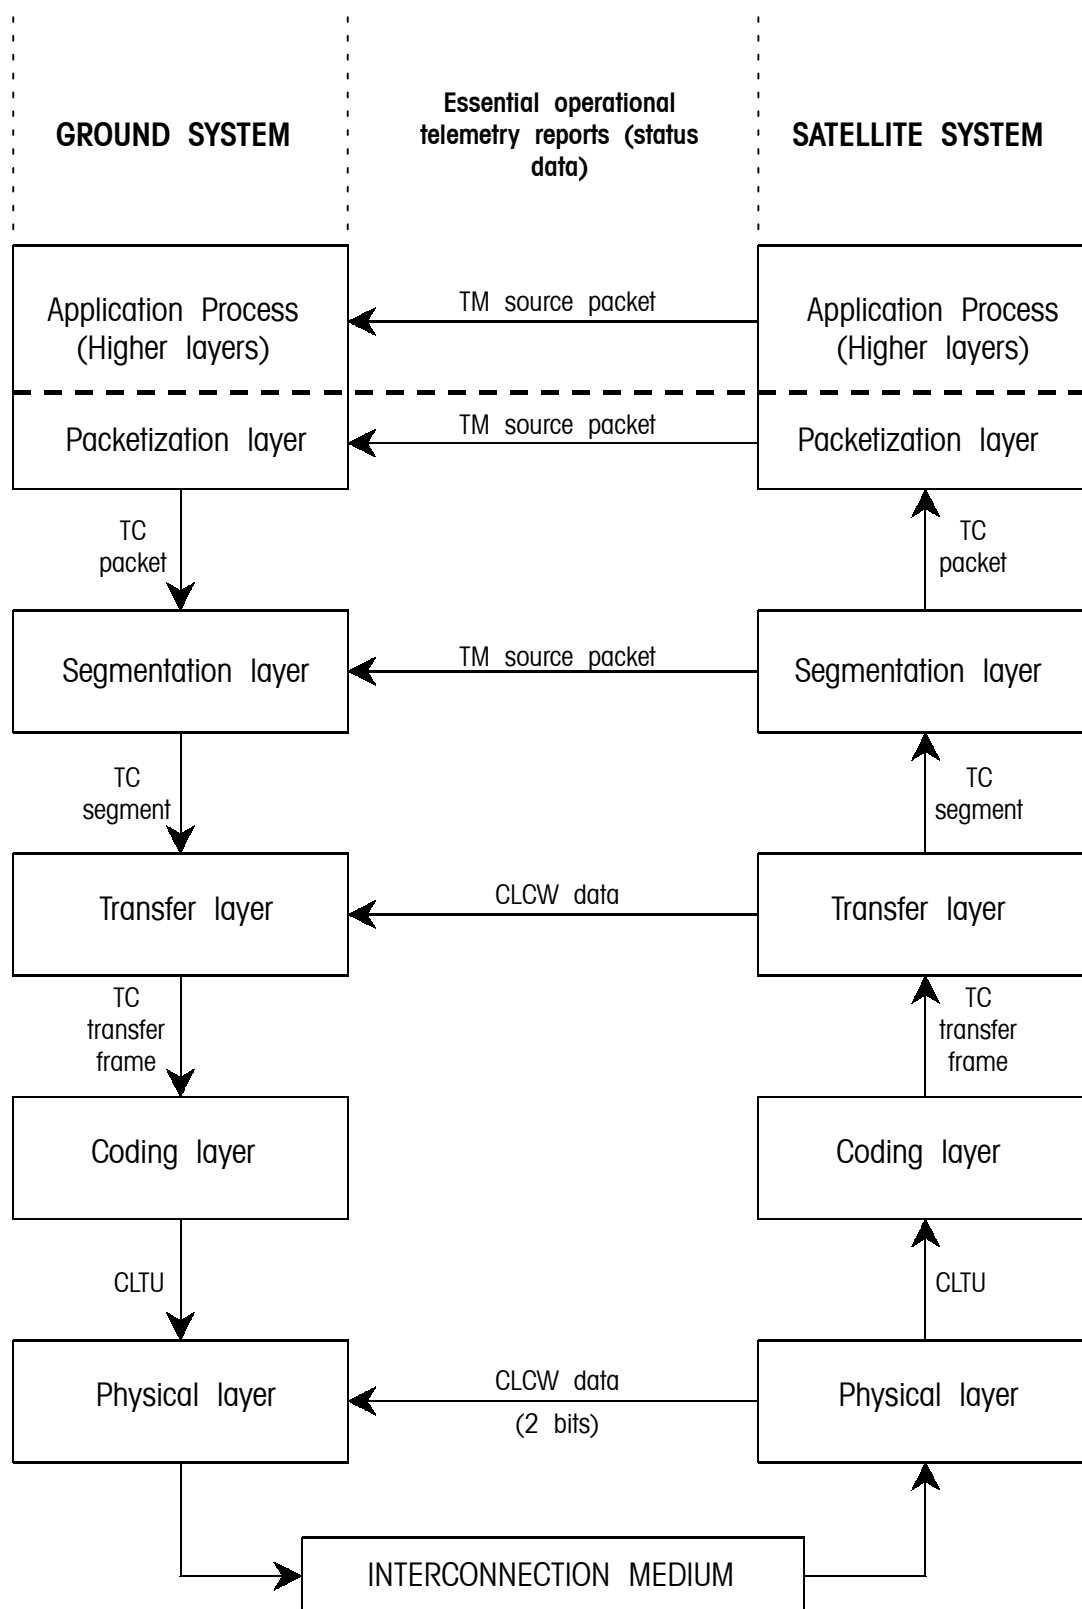 GROUND SYSTEM
Essential operational
telemetry reports (status
data)
SATELLITE SYSTEM
Application Process
(Higher layers)
TM source packet
Application Process
(Higher layers)
Packetization layer
TM source packet
Packetization layer
TC
packet
TC
packet
Segmentation layer
TM source packet
Segmentation layer
TC
segment
TC
segment
Transfer layer
CLCW data
Transfer layer
TC
transfer
frame
TC
transfer
frame
Coding layer
Coding layer
CLTU
CLTU
Physical layer
CLCW data
(2 bits)
Physical layer
INTERCONNECTION MEDIUM